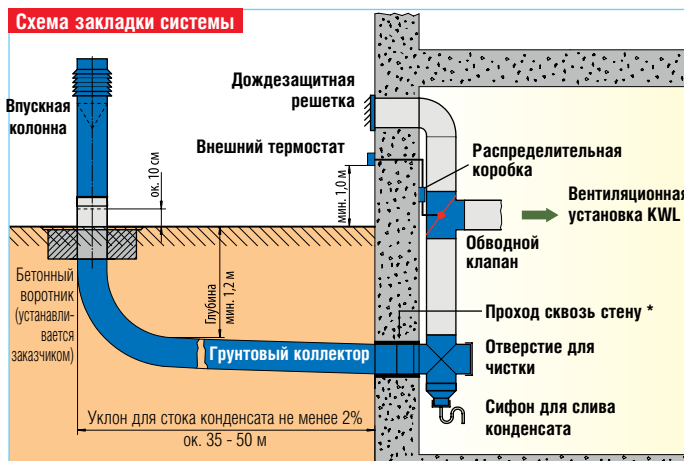 Схема закладки системы
Впускная
колонна
ок. 10 см
Дождезащитная
решетка
Внешний термостат
мин. 1,0 м
Распределительная
коробка
Вентиляционная
установка KWL
Обводной
клапан
Бетонный
воротник
(устанавли-
вается
заказчиком)
Глубина
мин. 1,2 м
Грунтовый коллектор
Проход сквозь стену *
Отверстие для
чистки
Сифон для слива
конденсата
Уклон для стока конденсата не менее 2%
ок. 35 - 50 м